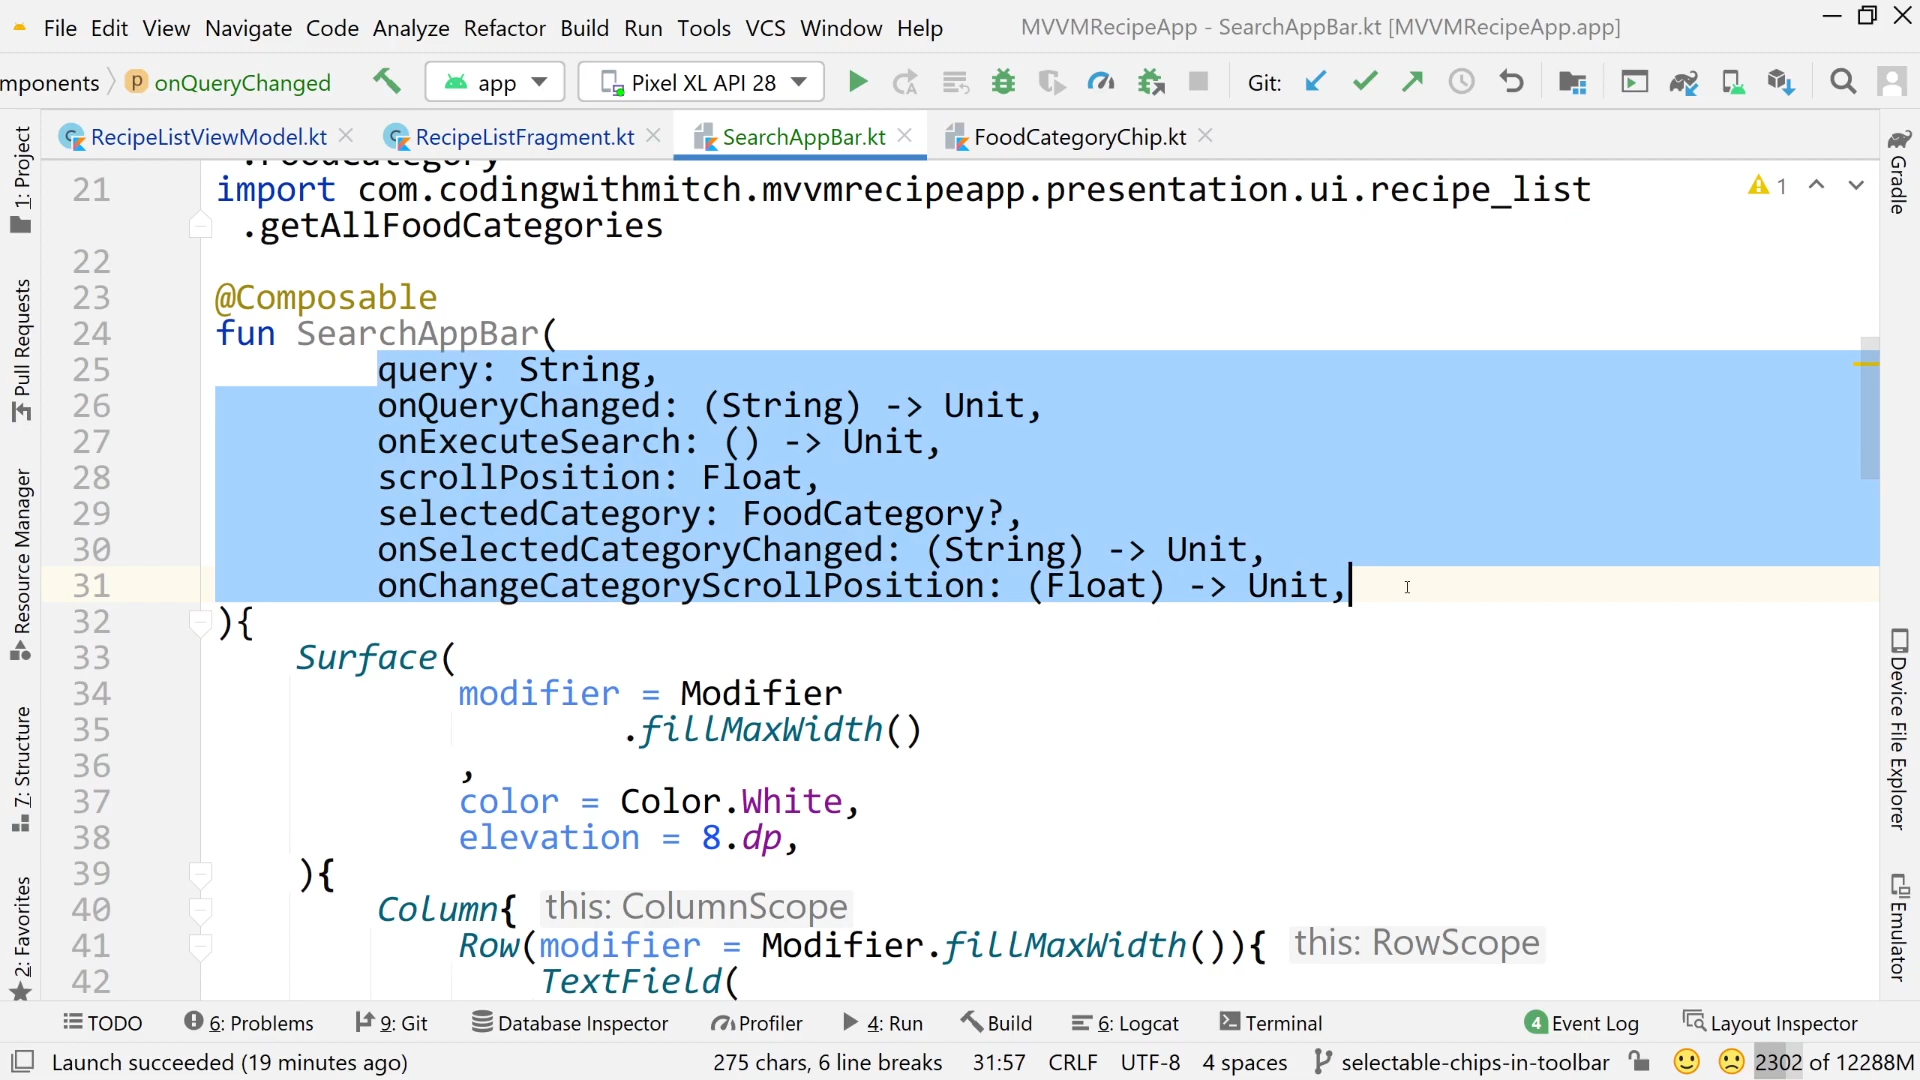 File Edit View Navigate Code Analyze Refactor Build Run Tools VCS Window Help MVVMRecipeApp - SearchAppBar.kt [MVVMRecipeApp.app]
mponents onQueryChanged app Pixel XL API 28 Git:
RecipeListViewModel.kt RecipeListFragment.kt SearchAppBar.kt FoodCategoryChip.kt
.FoodCategory
21 import com.codingwithmitch.mvvmrecipeapp.presentation.ui.recipe_list
.getAllFoodCategories
1
22
23 @Composable
24 fun SearchAppBar(
25 query: String,
26 onQueryChanged: (String) -> Unit,
27 onExecuteSearch: () -> Unit,
28 scrollPosition: Float,
29 selectedCategory: FoodCategory?,
30 onSelectedCategoryChanged: (String) -> Unit,
31 onChangeCategoryScrollPosition: (Float) -> Unit,
32 ){
33 Surface(
34 modifier = Modifier
35 .fillMaxWidth()
36 ,
37 color = Color.White,
38 elevation = 8.dp,
39 ){
40 Column{ this: ColumnScope
41 Row(modifier = Modifier.fillMaxWidth()){ this: RowScope
42 TextField(
1: Project
Pull Requests
Resource Manager
7: Structure
2: Favorites
Gradle
Device File Explorer
Emulator
TODO 6: Problems 9: Git Database Inspector Profiler 4: Run Build 6: Logcat Terminal 4 Event Log Layout Inspector
Launch succeeded (19 minutes ago) 275 chars, 6 line breaks 31:57 CRLF UTF-8 4 spaces selectable-chips-in-toolbar 2302 of 12288M